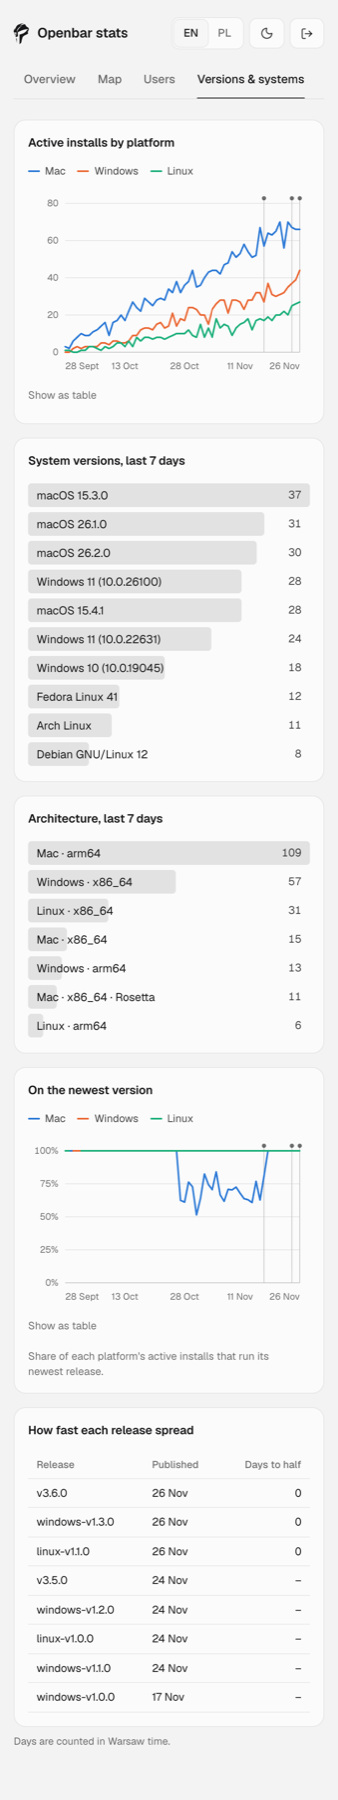 Openbar stats
EN PL
Overview Map Users Versions & systems
Active installs by platform
Mac Windows Linux
80
60
40
20
0
28 Sept 13 Oct 28 Oct 11 Nov 26 Nov
Show as table
System versions, last 7 days
macOS 15.3.0 37
macOS 26.1.0 31
macOS 26.2.0 30
Windows 11 (10.0.26100) 28
macOS 15.4.1 28
Windows 11 (10.0.22631) 24
Windows 10 (10.0.19045) 18
Fedora Linux 41 12
Arch Linux 11
Debian GNU/Linux 12 8
Architecture, last 7 days
Mac · arm64 109
Windows · x86_64 57
Linux · x86_64 31
Mac · x86_64 15
Windows · arm64 13
Mac · x86_64 · Rosetta 11
Linux · arm64 6
On the newest version
Mac Windows Linux
100%
75%
50%
25%
0%
28 Sept 13 Oct 28 Oct 11 Nov 26 Nov
Show as table
Share of each platform's active installs that run its
newest release.
How fast each release spread
Release Published Days to half
v3.6.0 26 Nov 0
windows-v1.3.0 26 Nov 0
linux-v1.1.0 26 Nov 0
v3.5.0 24 Nov –
windows-v1.2.0 24 Nov –
linux-v1.0.0 24 Nov –
windows-v1.1.0 24 Nov –
windows-v1.0.0 17 Nov –
Days are counted in Warsaw time.